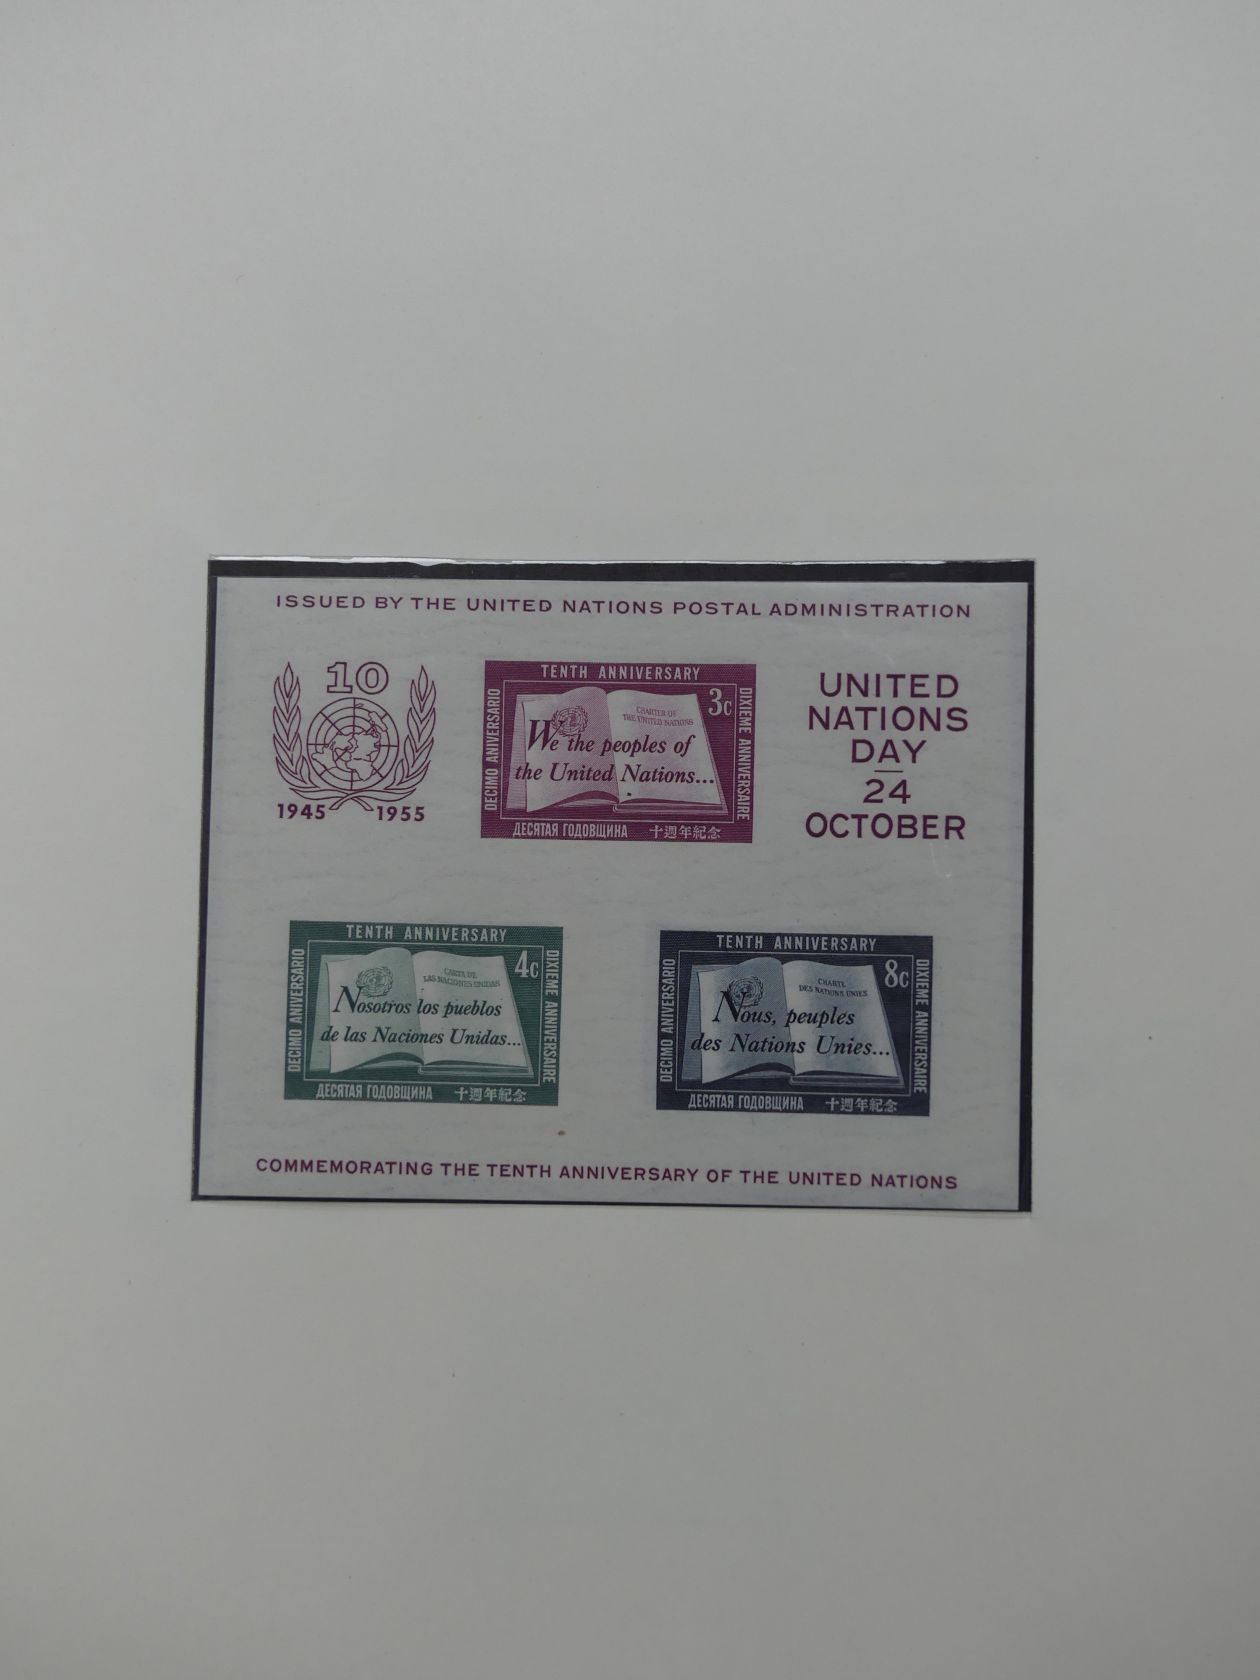 ISSUED BY THE UNITED NATIONS POSTAL ADMINISTRATION
10
1945 1955
TENTH ANNIVERSARY
DECIMO ANIVERSARIO
3c
CHARTER OF
THE UNITED NATIONS
We the peoples of
the United Nations...
DIXIEME ANNIVERSAIRE
ДЕСЯТАЯ ГОДОВЩИНА 十週年紀念
UNITED
NATIONS
DAY
24
OCTOBER
TENTH ANNIVERSARY
DECIMO ANIVERSARIO
4c
CARTA DE
LAS NACIONES UNIDAS
Nosotros los pueblos
de las Naciones Unidas...
DIXIEME ANNIVERSAIRE
ДЕСЯТАЯ ГОДОВЩИНА 十週年紀念
TENTH ANNIVERSARY
DECIMO ANIVERSARIO
8c
CHARTE
DES NATIONS UNIES
Nous, peuples
des Nations Unies...
DIXIEME ANNIVERSAIRE
ДЕСЯТАЯ ГОДОВЩИНА 十週年紀念
COMMEMORATING THE TENTH ANNIVERSARY OF THE UNITED NATIONS